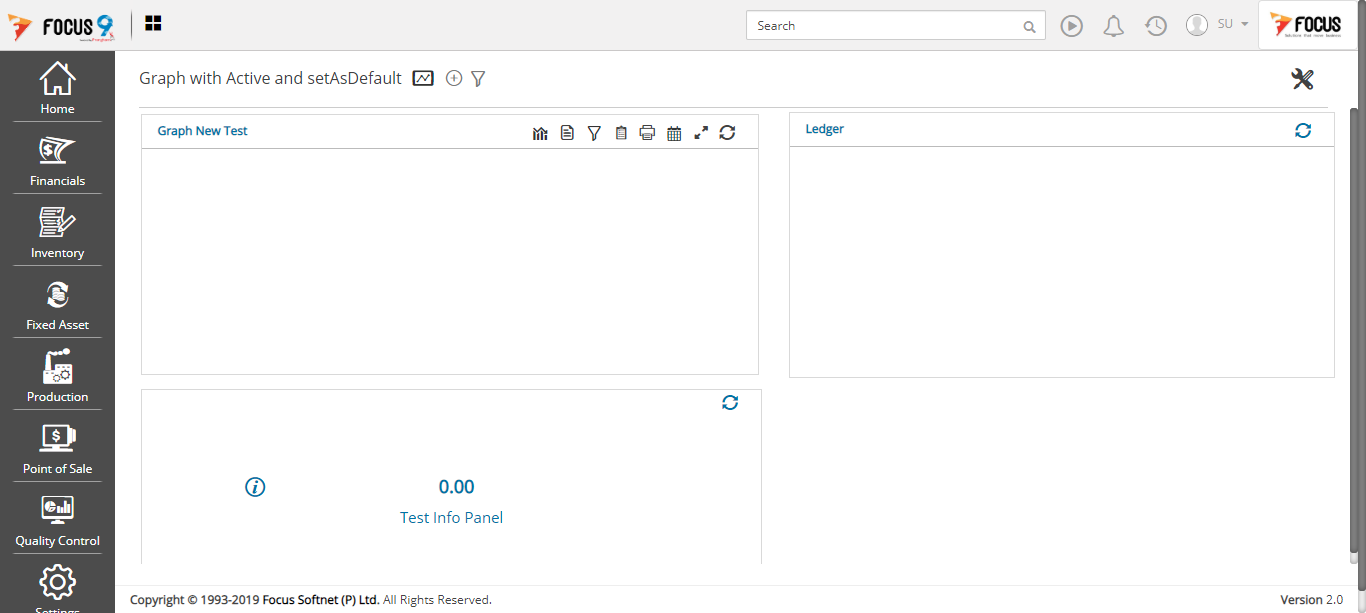 FOCUS 9
Search
SU
FOCUS
Graph with Active and setAsDefault
Home
Financials
Inventory
Fixed Asset
Production
Point of Sale
Quality Control
Settings
Graph New Test
Ledger
0.00
Test Info Panel
Copyright © 1993-2019 Focus Softnet (P) Ltd. All Rights Reserved.
Version 2.0